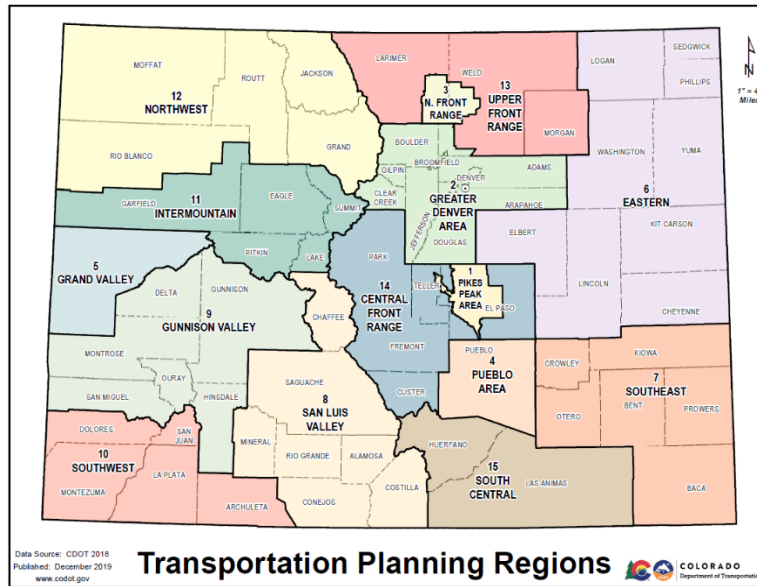 MOFFAT
ROUTT
JACKSON
12
NORTHWEST
RIO BLANCO
GRAND
LARIMER
WELD
3
N. FRONT
RANGE
13
UPPER
FRONT
RANGE
MORGAN
LOGAN
SEDGWICK
PHILLIPS
N
WASHINGTON
YUMA
6
EASTERN
KIT CARSON
ELBERT
LINCOLN
CHEYENNE
BOULDER
BROOMFIELD
GILPIN
DENVER
ADAMS
2
GREATER
DENVER
AREA
CLEAR
CREEK
JEFFERSON
ARAPAHOE
DOUGLAS
GARFIELD
11
INTERMOUNTAIN
EAGLE
SUMMIT
PITKIN
LAKE
5
GRAND VALLEY
DELTA
GUNNISON
9
GUNNISON VALLEY
MONTROSE
OURAY
SAN MIGUEL
HINSDALE
PARK
14
CENTRAL
FRONT
RANGE
TELLER
1
PIKES
PEAK
AREA
EL PASO
FREMONT
CUSTER
CHAFFEE
SAGUACHE
8
SAN LUIS
VALLEY
MINERAL
RIO GRANDE
ALAMOSA
CONEJOS
COSTILLA
PUEBLO
4
PUEBLO
AREA
CROWLEY
KIOWA
7
SOUTHEAST
OTERO
BENT
PROWERS
BACA
DOLORES
SAN
JUAN
10
SOUTHWEST
LA PLATA
MONTEZUMA
ARCHULETA
HUERFANO
15
SOUTH
CENTRAL
LAS ANIMAS
Data Source: CDOT 2018
Published: December 2019
www.codot.gov
Transportation Planning Regions
COLORADO
Department of